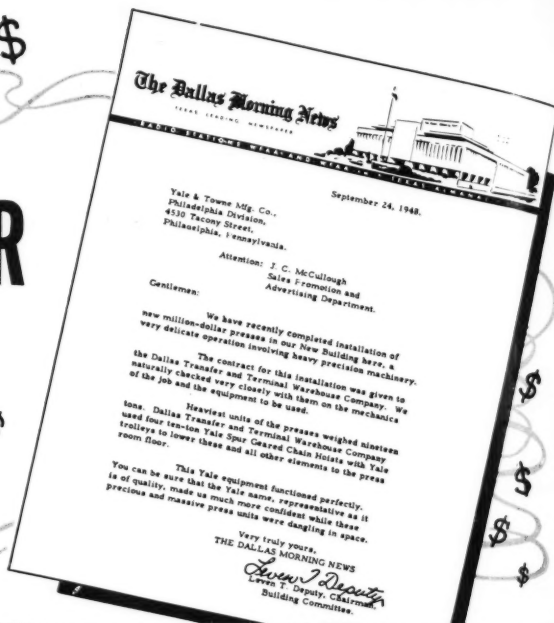 $
The Dallas Morning News
TEXAS LEADING NEWSPAPER
RADIO STATIONS WFAA AND WFAA FM TEXAS ALMANAC
September 24, 1948.
Yale & Towne Mfg. Co.,
Philadelphia Division,
4530 Tacony Street,
Philadelphia, Pennsylvania.
R
Attention: J. C. McCullough
Sales Promotion and
Advertising Department.
Gentlemen:
We have recently completed installation of
new million-dollar presses in our New Building here, a
very delicate operation involving heavy precision machinery.
The contract for this installation was given to
the Dallas Transfer and Terminal Warehouse Company. We
naturally checked very closely with them on the mechanics
of the job and the equipment to be used.
Heaviest units of the presses weighed nineteen
tons. Dallas Transfer and Terminal Warehouse Company
used four ten-ton Yale Spur Geared Chain Hoists with Yale
trolleys to lower these and all other elements to the press
room floor.
This Yale equipment functioned perfectly.
You can be sure that the Yale name, representative as it
is of quality, made us much more confident while these
precious and massive press units were dangling in space.
Very truly yours,
THE DALLAS MORNING NEWS
Leven T Deputy
Leven T. Deputy, Chairman,
Building Committee.
$
$
$
$